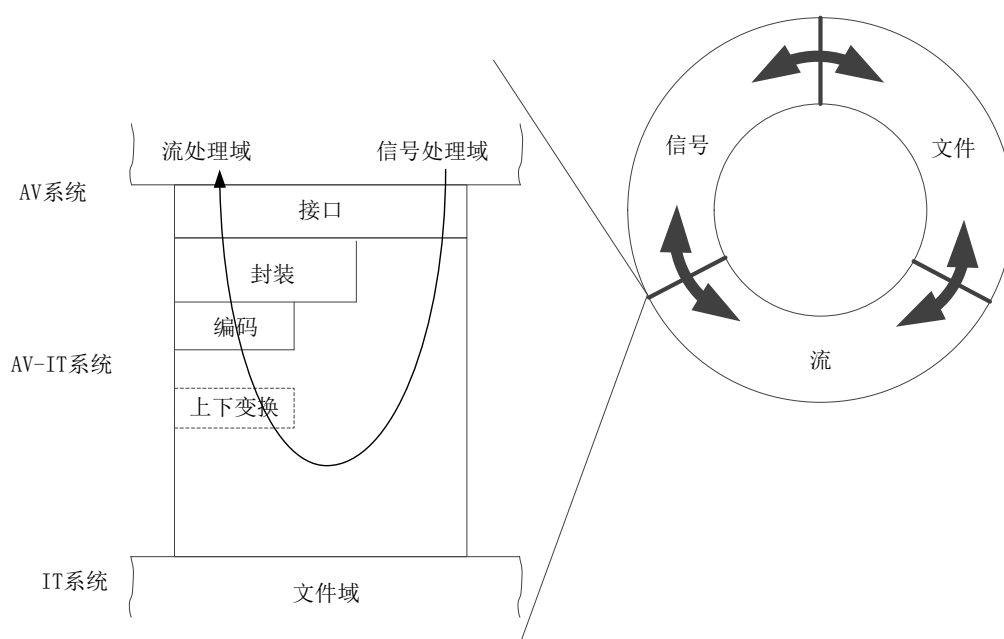 流处理域
信号处理域
AV系统
接口
封装
编码
AV-IT系统
上下变换
IT系统
文件域
信号
文件
流